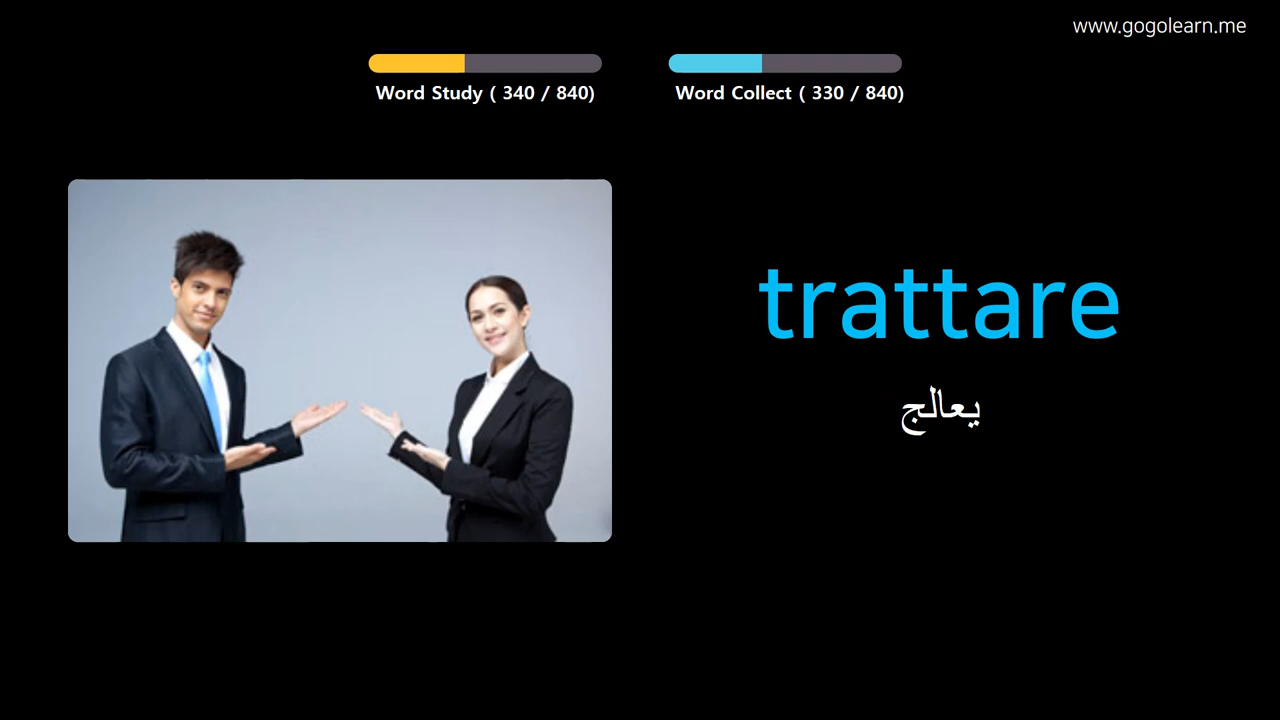 www.gogolearn.me
Word Study ( 340 / 840)
Word Collect ( 330 / 840)
trattare
يعالج